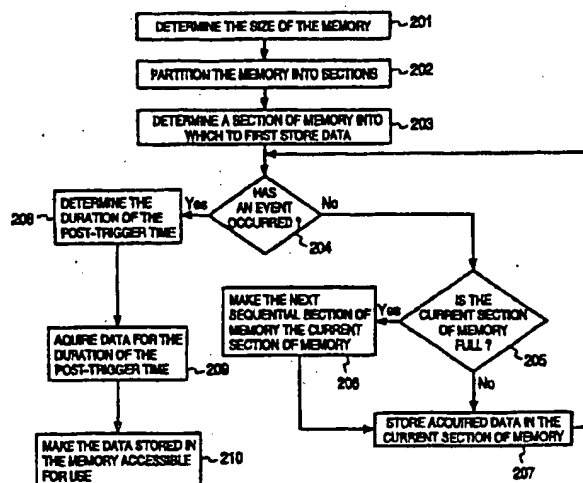 DETERMINE THE SIZE OF THE MEMORY
201
PARTITION THE MEMORY INTO SECTIONS
202
DETERMINE A SECTION OF MEMORY INTO
WHICH TO FIRST STORE DATA
203
HAS
AN EVENT
OCCURRED ?
204
Yes
No
208
DETERMINE THE
DURATION OF THE
POST-TRIGGER TIME
IS THE
CURRENT SECTION
OF MEMORY
FULL ?
205
Yes
No
MAKE THE NEXT
SEQUENTIAL SECTION OF
MEMORY THE CURRENT
SECTION OF MEMORY
206
AQUIRE DATA FOR THE
DURATION OF THE
POST-TRIGGER TIME
209
STORE ACQUIRED DATA IN THE
CURRENT SECTION OF MEMORY
207
MAKE THE DATA STORED IN
THE MEMORY ACCESSIBLE
FOR USE
210